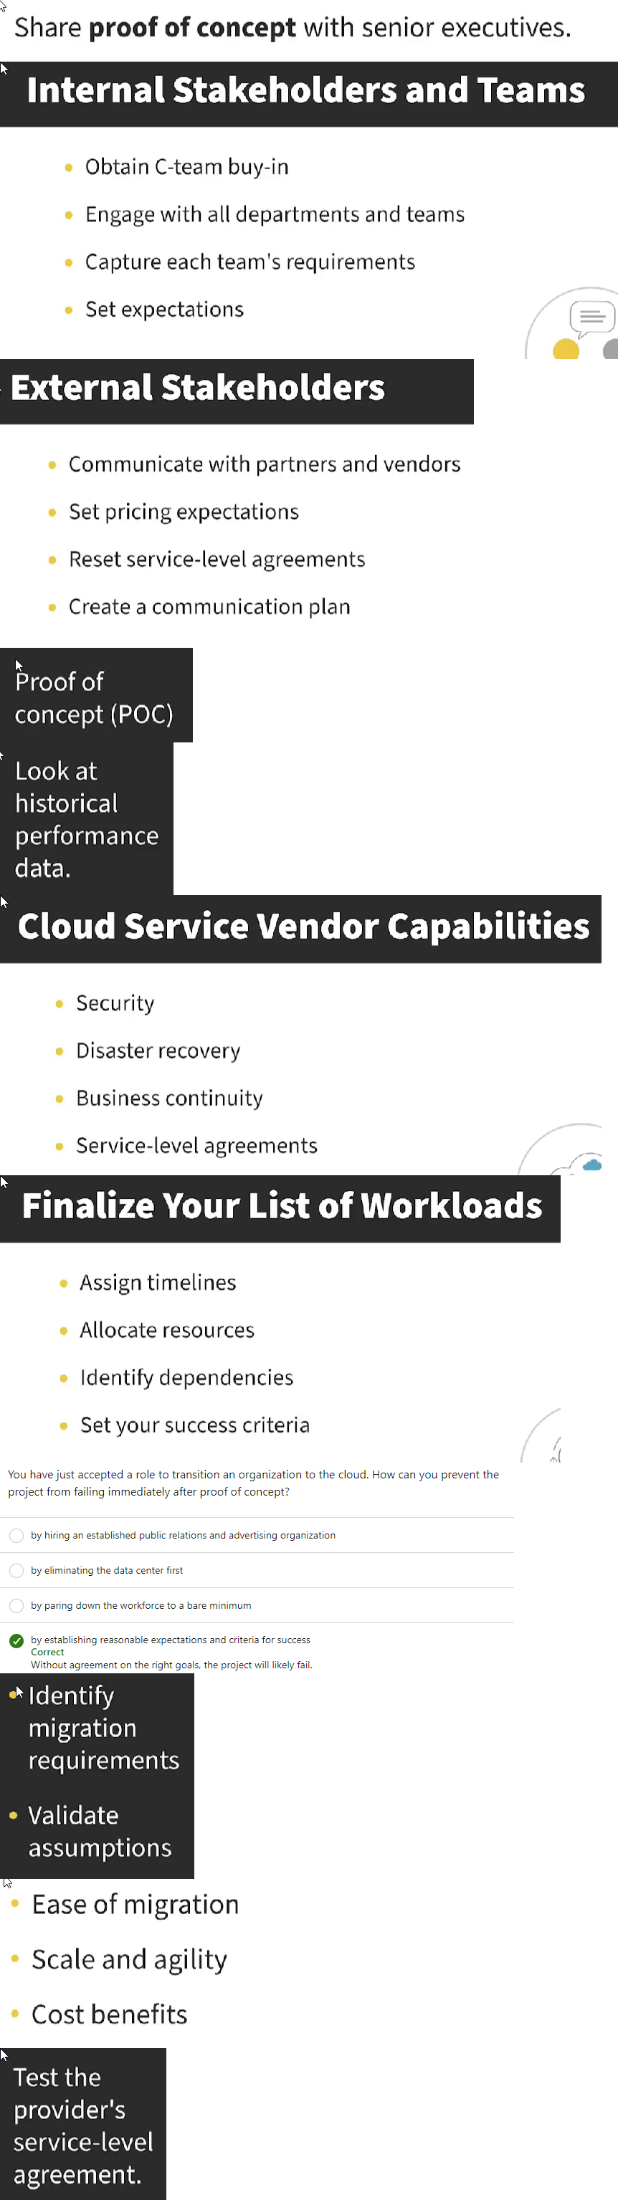 Share proof of concept with senior executives.
Internal Stakeholders and Teams
• Obtain C-team buy-in
• Engage with all departments and teams
• Capture each team's requirements
• Set expectations
External Stakeholders
• Communicate with partners and vendors
• Set pricing expectations
• Reset service-level agreements
• Create a communication plan
Proof of
concept (POC)
Look at
historical
performance
data.
Cloud Service Vendor Capabilities
• Security
• Disaster recovery
• Business continuity
• Service-level agreements
Finalize Your List of Workloads
• Assign timelines
• Allocate resources
• Identify dependencies
• Set your success criteria
You have just accepted a role to transition an organization to the cloud. How can you prevent the
project from failing immediately after proof of concept?
by hiring an established public relations and advertising organization
by eliminating the data center first
by paring down the workforce to a bare minimum
by establishing reasonable expectations and criteria for success
Correct
Without agreement on the right goals, the project will likely fail.
• Identify
migration
requirements
• Validate
assumptions
• Ease of migration
• Scale and agility
• Cost benefits
Test the
provider's
service-level
agreement.